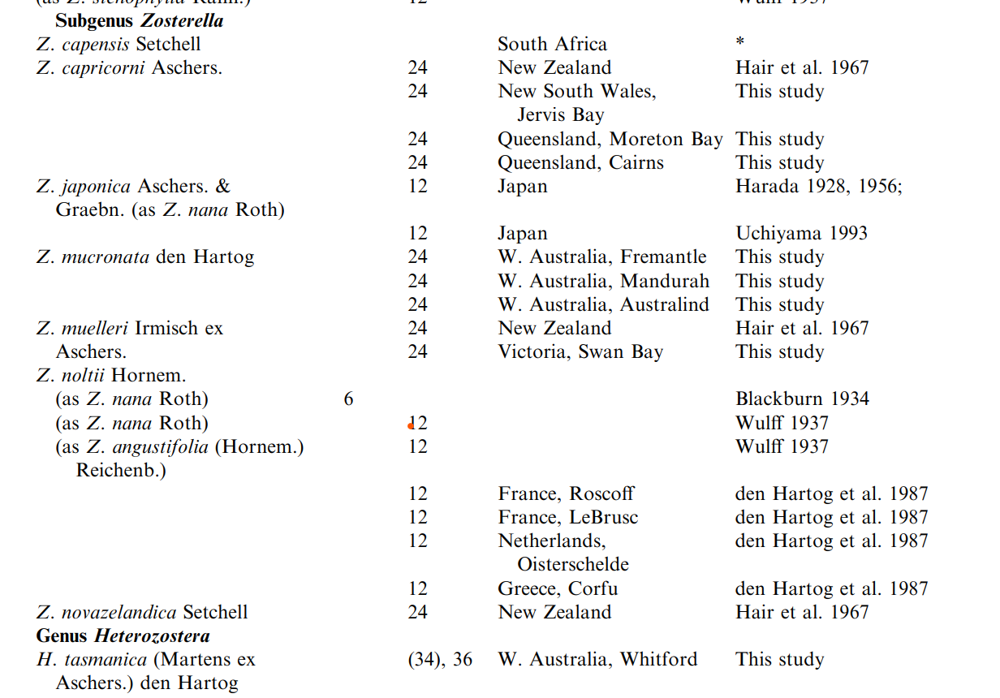 (as Z. stenophylla Raunk.) 12 Wulff 1937
Subgenus Zosterella
Z. capensis Setchell South Africa *
Z. capricorni Aschers. 24 New Zealand Hair et al. 1967
24 New South Wales, This study
Jervis Bay
24 Queensland, Moreton Bay This study
24 Queensland, Cairns This study
Z. japonica Aschers. & 12 Japan Harada 1928, 1956;
Graebn. (as Z. nana Roth)
12 Japan Uchiyama 1993
Z. mucronata den Hartog 24 W. Australia, Fremantle This study
24 W. Australia, Mandurah This study
24 W. Australia, Australind This study
Z. muelleri Irmisch ex 24 New Zealand Hair et al. 1967
Aschers. 24 Victoria, Swan Bay This study
Z. noltii Hornem.
(as Z. nana Roth) 6 Blackburn 1934
(as Z. nana Roth) 12 Wulff 1937
(as Z. angustifolia (Hornem.) 12 Wulff 1937
Reichenb.)
12 France, Roscoff den Hartog et al. 1987
12 France, LeBrusc den Hartog et al. 1987
12 Netherlands, den Hartog et al. 1987
Oisterschelde
12 Greece, Corfu den Hartog et al. 1987
Z. novazelandica Setchell 24 New Zealand Hair et al. 1967
Genus Heterozostera
H. tasmanica (Martens ex (34), 36 W. Australia, Whitford This study
Aschers.) den Hartog